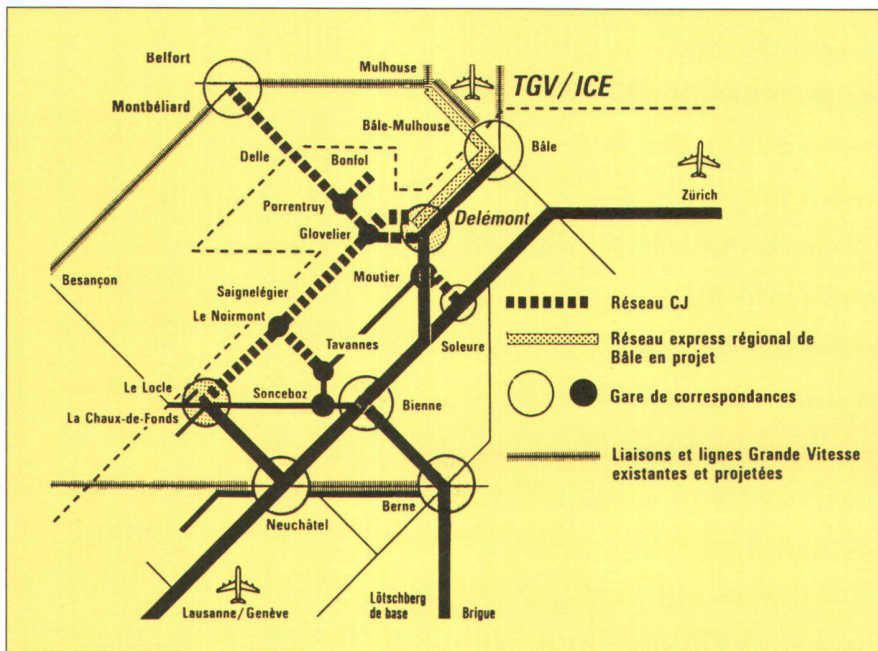 Belfort
Montbéliard
Mulhouse
TGV/ICE
Bâle-Mulhouse
Bâle
Zürich
Delle
Bonfol
Porrentruy
Glovelier
Delémont
Besançon
Moutier
Saignelégier
Le Noirmont
Tavannes
Soleure
Le Locle
La Chaux-de-Fonds
Sonceboz
Bienne
Neuchâtel
Berne
Lausanne/Genève
Lötschberg
de base
Brigue
Réseau CJ
Réseau express régional de
Bâle en projet
Gare de correspondances
Liaisons et lignes Grande Vitesse
existantes et projetées